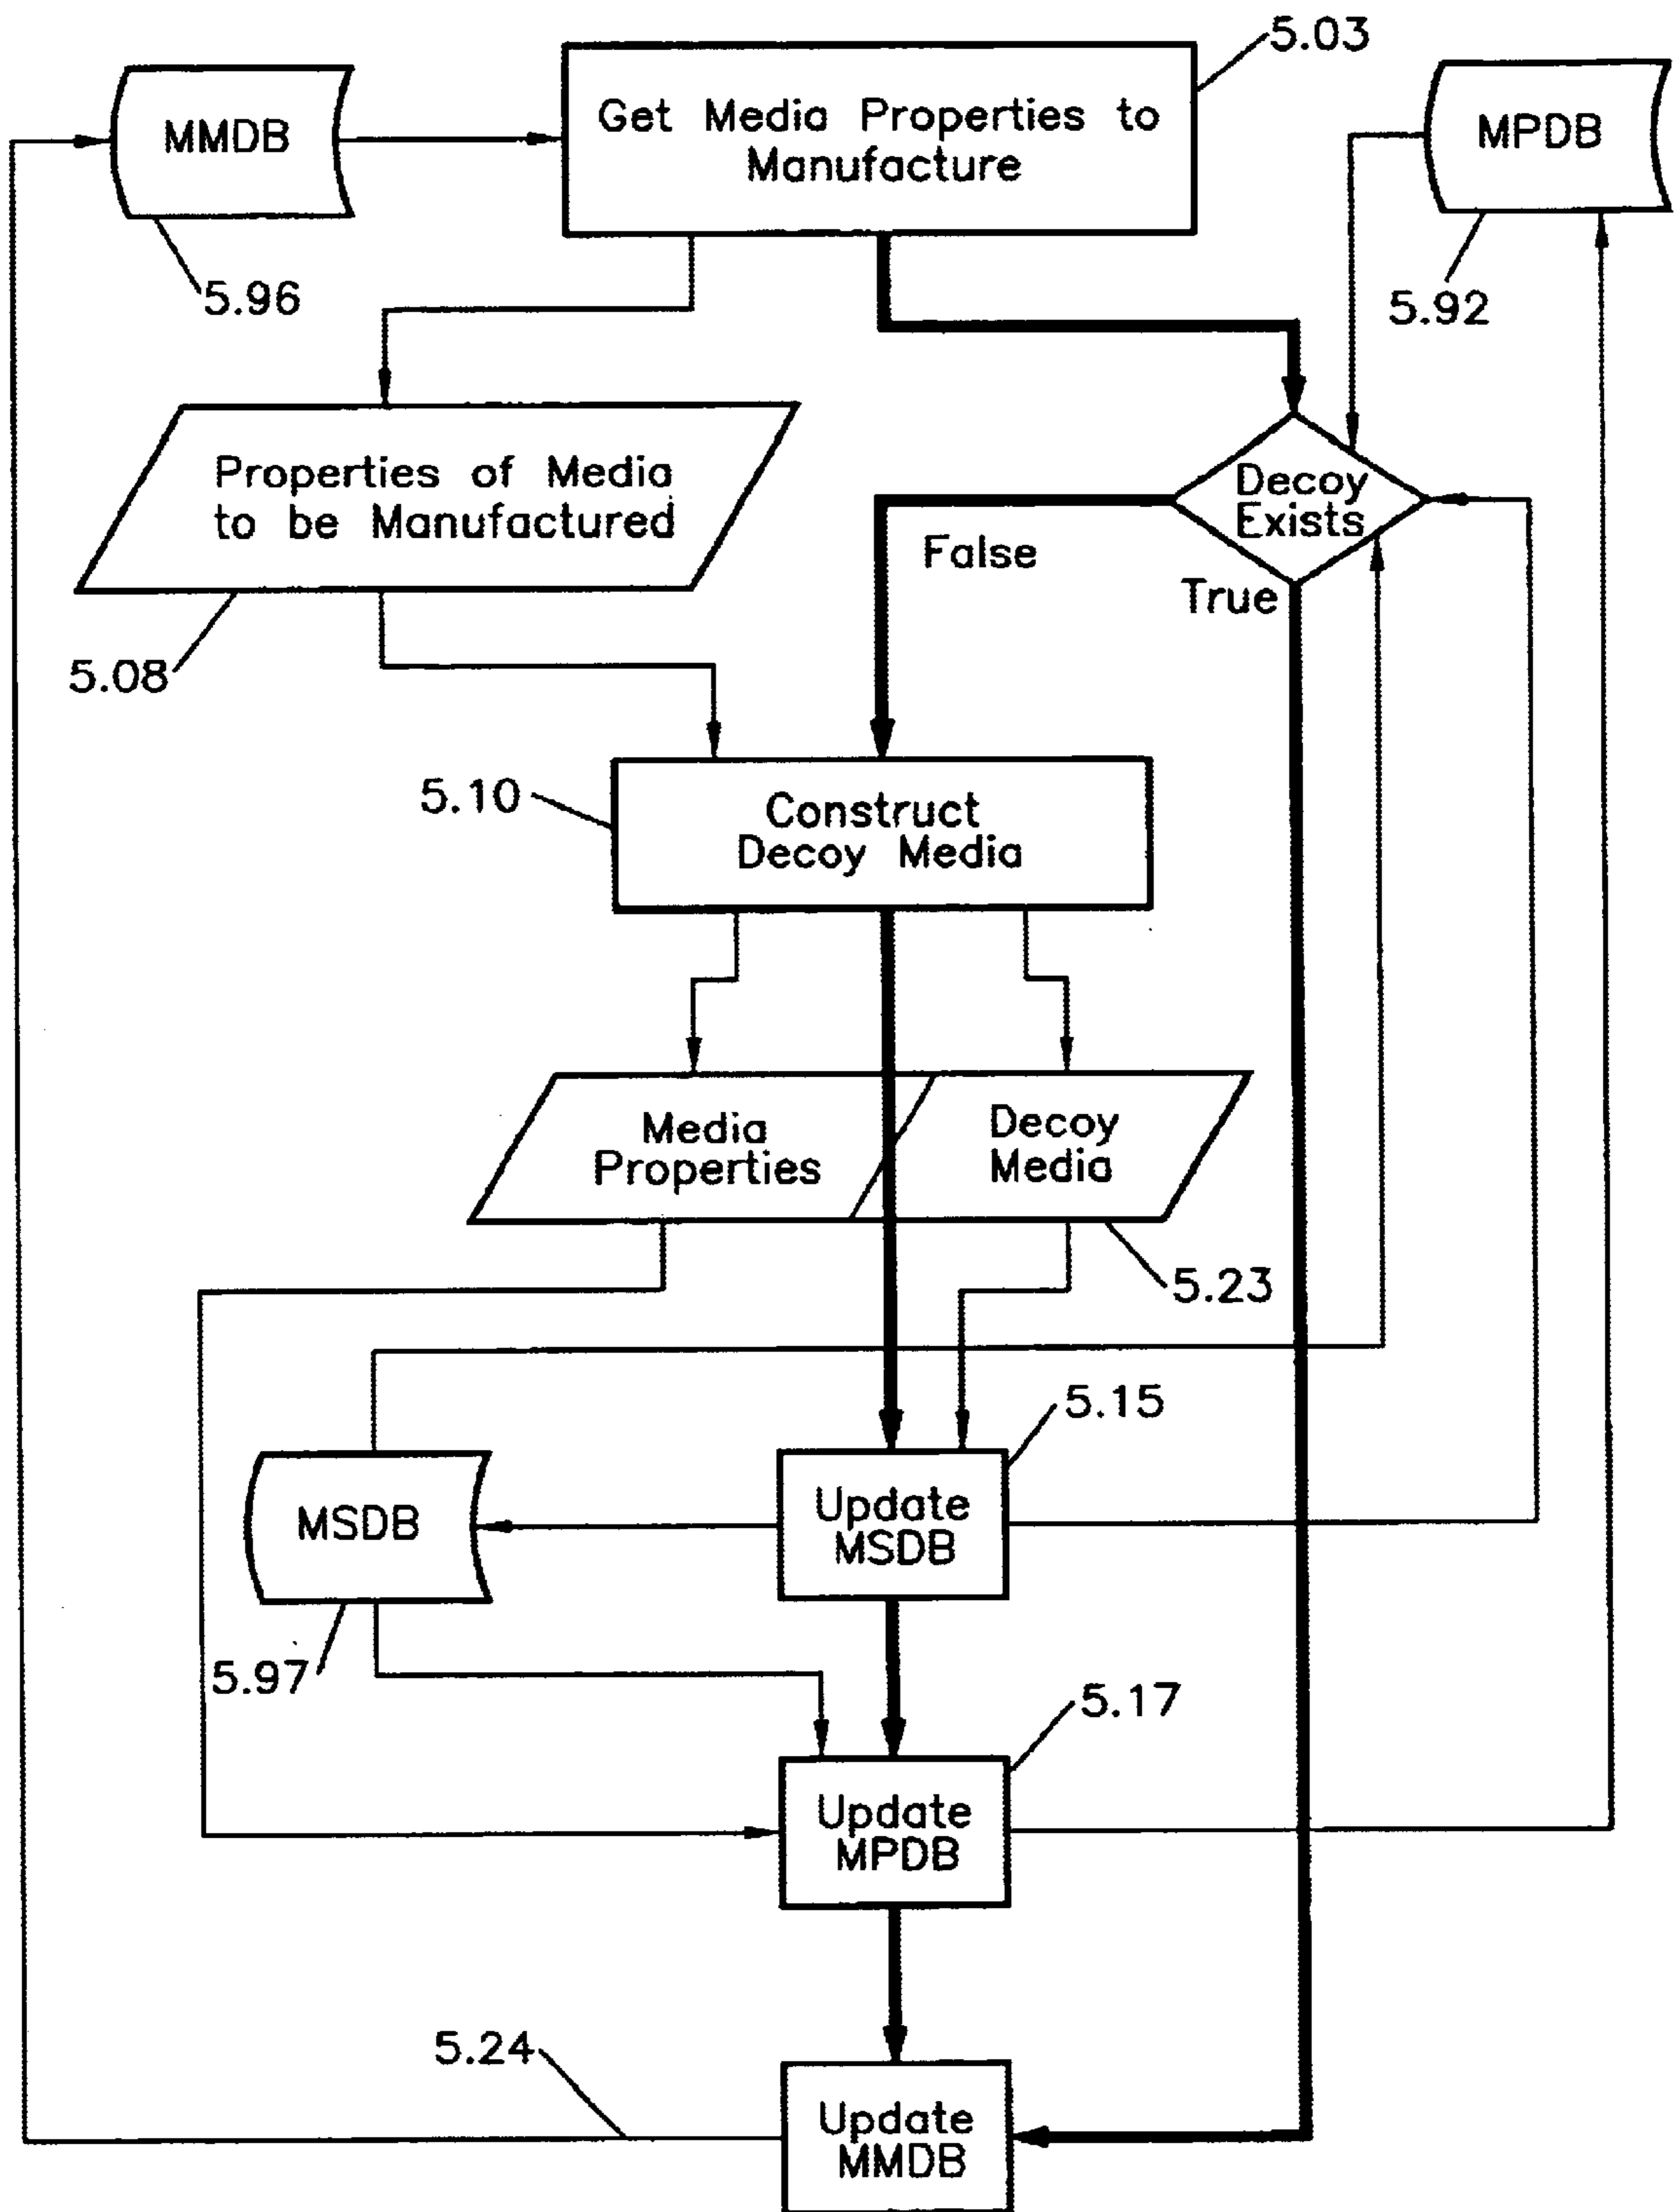 5.03
MMDB
Get Media Properties to
Manufacture
MPDB
5.96
5.92
Properties of Media
to be Manufactured
Decoy
Exists
False
True
5.08
5.10
Construct
Decoy Media
Media
Properties
Decoy
Media
5.23
5.15
MSDB
Update
MSDB
5.97
5.17
Update
MPDB
5.24
Update
MMDB